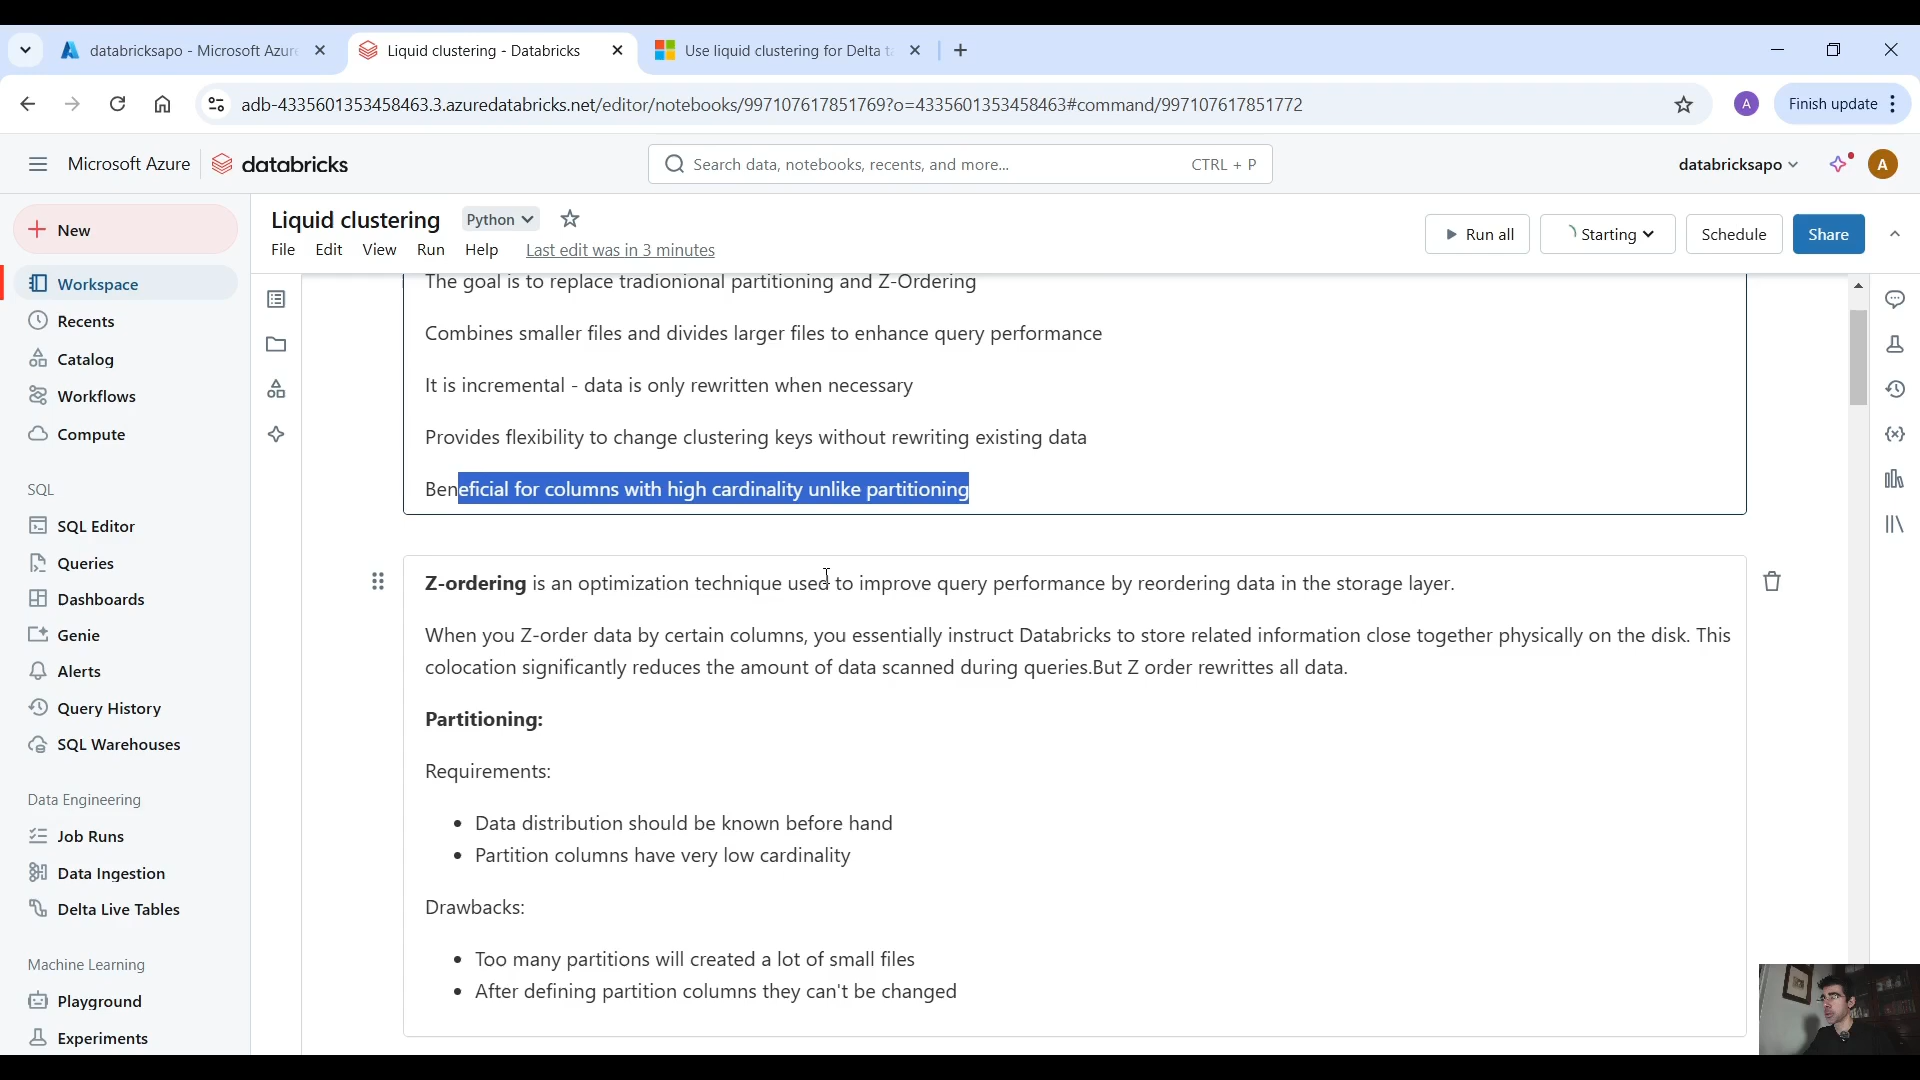 databricksapo - Microsoft Azure
Liquid clustering - Databricks
Use liquid clustering for Delta ta
adb-4335601353458463.3.azuredatabricks.net/editor/notebooks/997107617851769?o=4335601353458463#command/997107617851772
A
Finish update
Microsoft Azure
databricks
Search data, notebooks, recents, and more...
CTRL + P
databricksapo
A
New
Workspace
Recents
Catalog
Workflows
Compute
SQL
SQL Editor
Queries
Dashboards
Genie
Alerts
Query History
SQL Warehouses
Data Engineering
Job Runs
Data Ingestion
Delta Live Tables
Machine Learning
Playground
Experiments
Liquid clustering
Python
File Edit View Run Help Last edit was in 3 minutes
Run all
Starting
Schedule
Share
The goal is to replace tradionional partitioning and Z-Ordering
Combines smaller files and divides larger files to enhance query performance
It is incremental - data is only rewritten when necessary
Provides flexibility to change clustering keys without rewriting existing data
Beneficial for columns with high cardinality unlike partitioning
Z-ordering is an optimization technique used to improve query performance by reordering data in the storage layer.
When you Z-order data by certain columns, you essentially instruct Databricks to store related information close together physically on the disk. This
colocation significantly reduces the amount of data scanned during queries.But Z order rewrittes all data.
Partitioning:
Requirements:
• Data distribution should be known before hand
• Partition columns have very low cardinality
Drawbacks:
• Too many partitions will created a lot of small files
• After defining partition columns they can't be changed